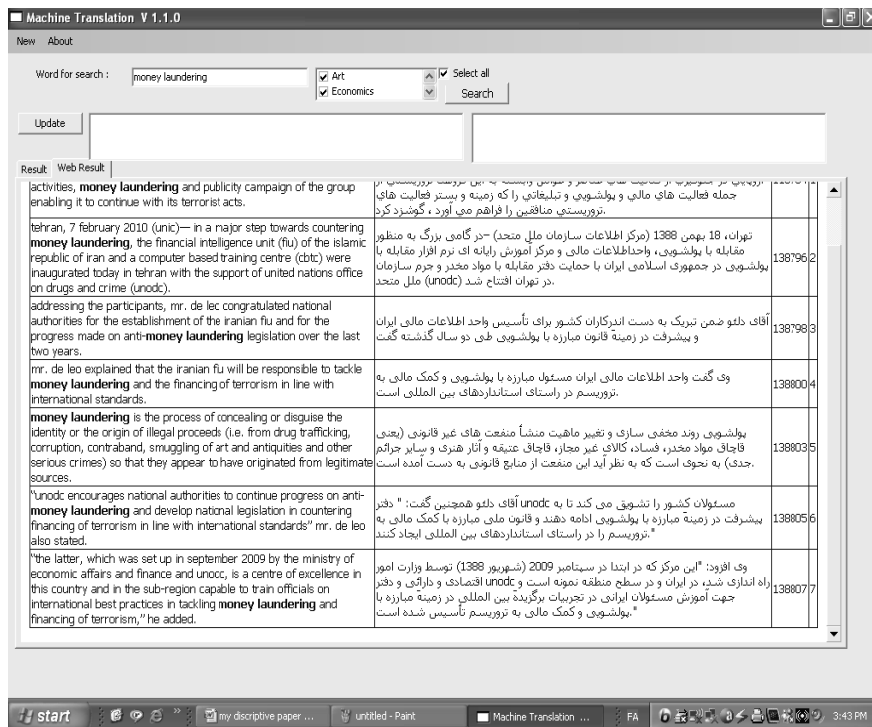 Machine Translation V 1.1.0
New About
Word for search :
money laundering
Art
Economics
Select all
Search
Update
Result Web Result
activities, money laundering and publicity campaign of the group
enabling it to continue with its terrorist acts.
جمله فعاليت هاي مالي و پولشويي و تبليغاتي را که زمينه و بستر فعاليت هاي
تروريستي منافقين را فراهم مي آورد ، گوشزد کرد.
tehran, 7 february 2010 (unic)— in a major step towards countering
money laundering, the financial intelligence unit (fiu) of the islamic
republic of iran and a computer based training centre (cbtc) were
inaugurated today in tehran with the support of united nations office
on drugs and crime (unodc).
تهران، 18 بهمن 1388 (مرکز اطلاعات سازمان ملل متحد) –در گامی بزرگ به منظور
مقابله با پولشویی، واحداطلاعات مالی و مرکز آموزش رایانه ای نرم افزار مقابله با
پولشویی در جمهوری اسلامی ایران با حمایت دفتر مقابله با مواد مخدر و جرم سازمان
ملل متحد (unodc) در تهران افتتاح شد.
138796 2
addressing the participants, mr. de lec congratulated national
authorities for the establishment of the iranian fiu and for the
progress made on anti-money laundering legislation over the last
two years.
آقای دلئو ضمن تبریک به دست اندرکاران کشور برای تأسیس واحد اطلاعات مالی ایران
و پیشرفت در زمینة قانون مبارزه با پولشویی طی دو سال گذشته گفت
138798 3
mr. de leo explained that the iranian fiu will be responsible to tackle
money laundering and the financing of terrorism in line with
international standards.
وی گفت واحد اطلاعات مالی ایران مسئول مبارزه با پولشویی و کمک مالی به
تروریسم در راستای استانداردهای بین المللی است.
138800 4
money laundering is the process of concealing or disguise the
identity or the origin of illegal proceeds (i.e. from drug trafficking,
corruption, contraband, smuggling of art and antiquities and other
serious crimes) so that they appear to have originated from legitimate
sources.
پولشویی روند مخفی سازی و تغییر ماهیت منشأ منفعت های غیر قانونی (یعنی
قاچاق مواد مخدر، فساد، کالای غیر مجاز، قاچاق عتیقه و آثار هنری و سایر جرائم
جدی) به نحوی است که به نظر آید این منفعت از منابع قانونی به دست آمده است.
138803 5
"unodc encourages national authorities to continue progress on anti-
money laundering and develop national legislation in countering
financing of terrorism in line with international standards" mr. de leo
also stated.
مسئولان کشور را تشویق می کند تا به unodc آقای دلئو همچنین گفت: " دفتر
پیشرفت در زمینه مبارزه با پولشویی ادامه دهند و قانون ملی مبارزه با کمک مالی به
تروریسم را در راستای استانداردهای بین المللی ایجاد کنند."
138805 6
"the latter, which was set up in september 2009 by the ministry of
economic affairs and finance and unocc, is a centre of excellence in
this country and in the sub-region capable to train officials on
international best practices in tackling money laundering and
financing of terrorism," he added.
وی افزود: "این مرکز که در ابتدا در سپتامبر 2009 (شهریور 1388) توسط وزارت امور
راه اندازی شد، در ایران و در سطح منطقه نمونه است و unodc اقتصادی و دارائی و دفتر
جهت آموزش مسئولان ایرانی در تجربیات برگزیدة بین المللی در زمینة مبارزه با
پولشویی و کمک مالی به تروریسم تأسیس شده است."
138807 7
start
my discriptive paper ...
untitled - Paint
Machine Translation ...
FA
3:43 PM